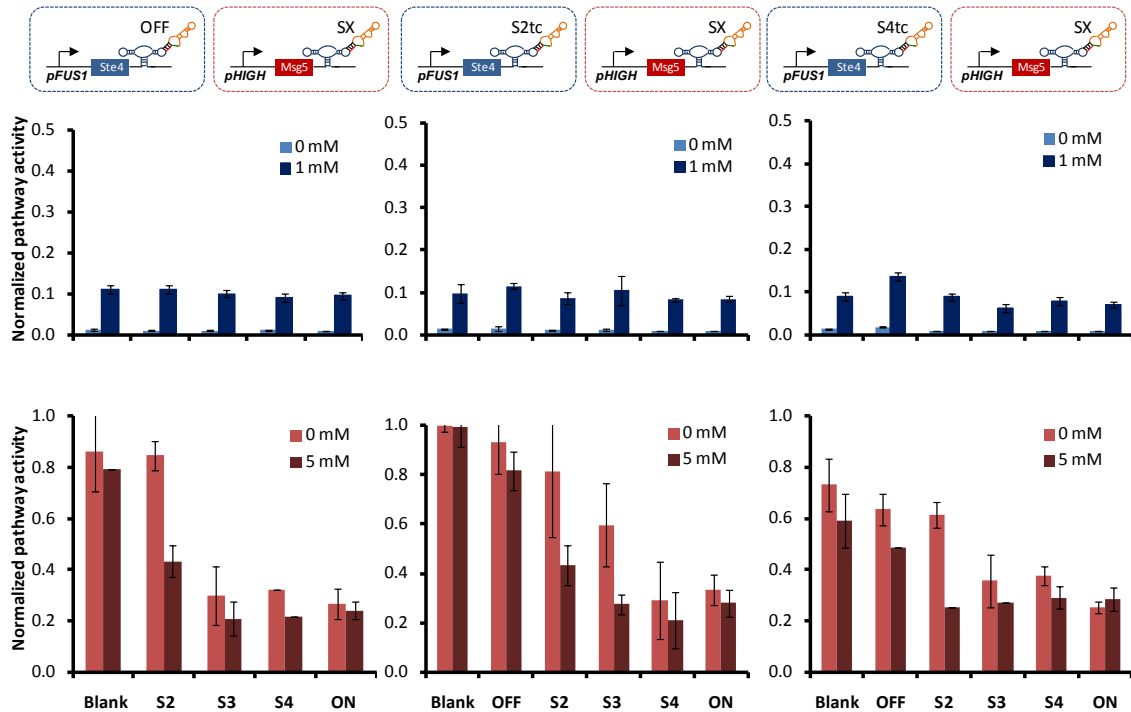 OFF SX S2tc SX S4tc SX
pFUS1 Ste4 pHIGH Msg5 pFUS1 Ste4 pHIGH Msg5 pFUS1 Ste4 pHIGH Msg5
Normalized pathway activity
0.5
0.4
0.3
0.2
0.1
0.0
0 mM
1 mM
0.5
0.4
0.3
0.2
0.1
0.0
0 mM
1 mM
0.5
0.4
0.3
0.2
0.1
0.0
0 mM
1 mM
Normalized pathway activity
1.0
0.8
0.6
0.4
0.2
0.0
0 mM
5 mM
Blank S2 S3 S4 ON
1.0
0.8
0.6
0.4
0.2
0.0
0 mM
5 mM
Blank OFF S2 S3 S4 ON
1.0
0.8
0.6
0.4
0.2
0.0
0 mM
5 mM
Blank OFF S2 S3 S4 ON